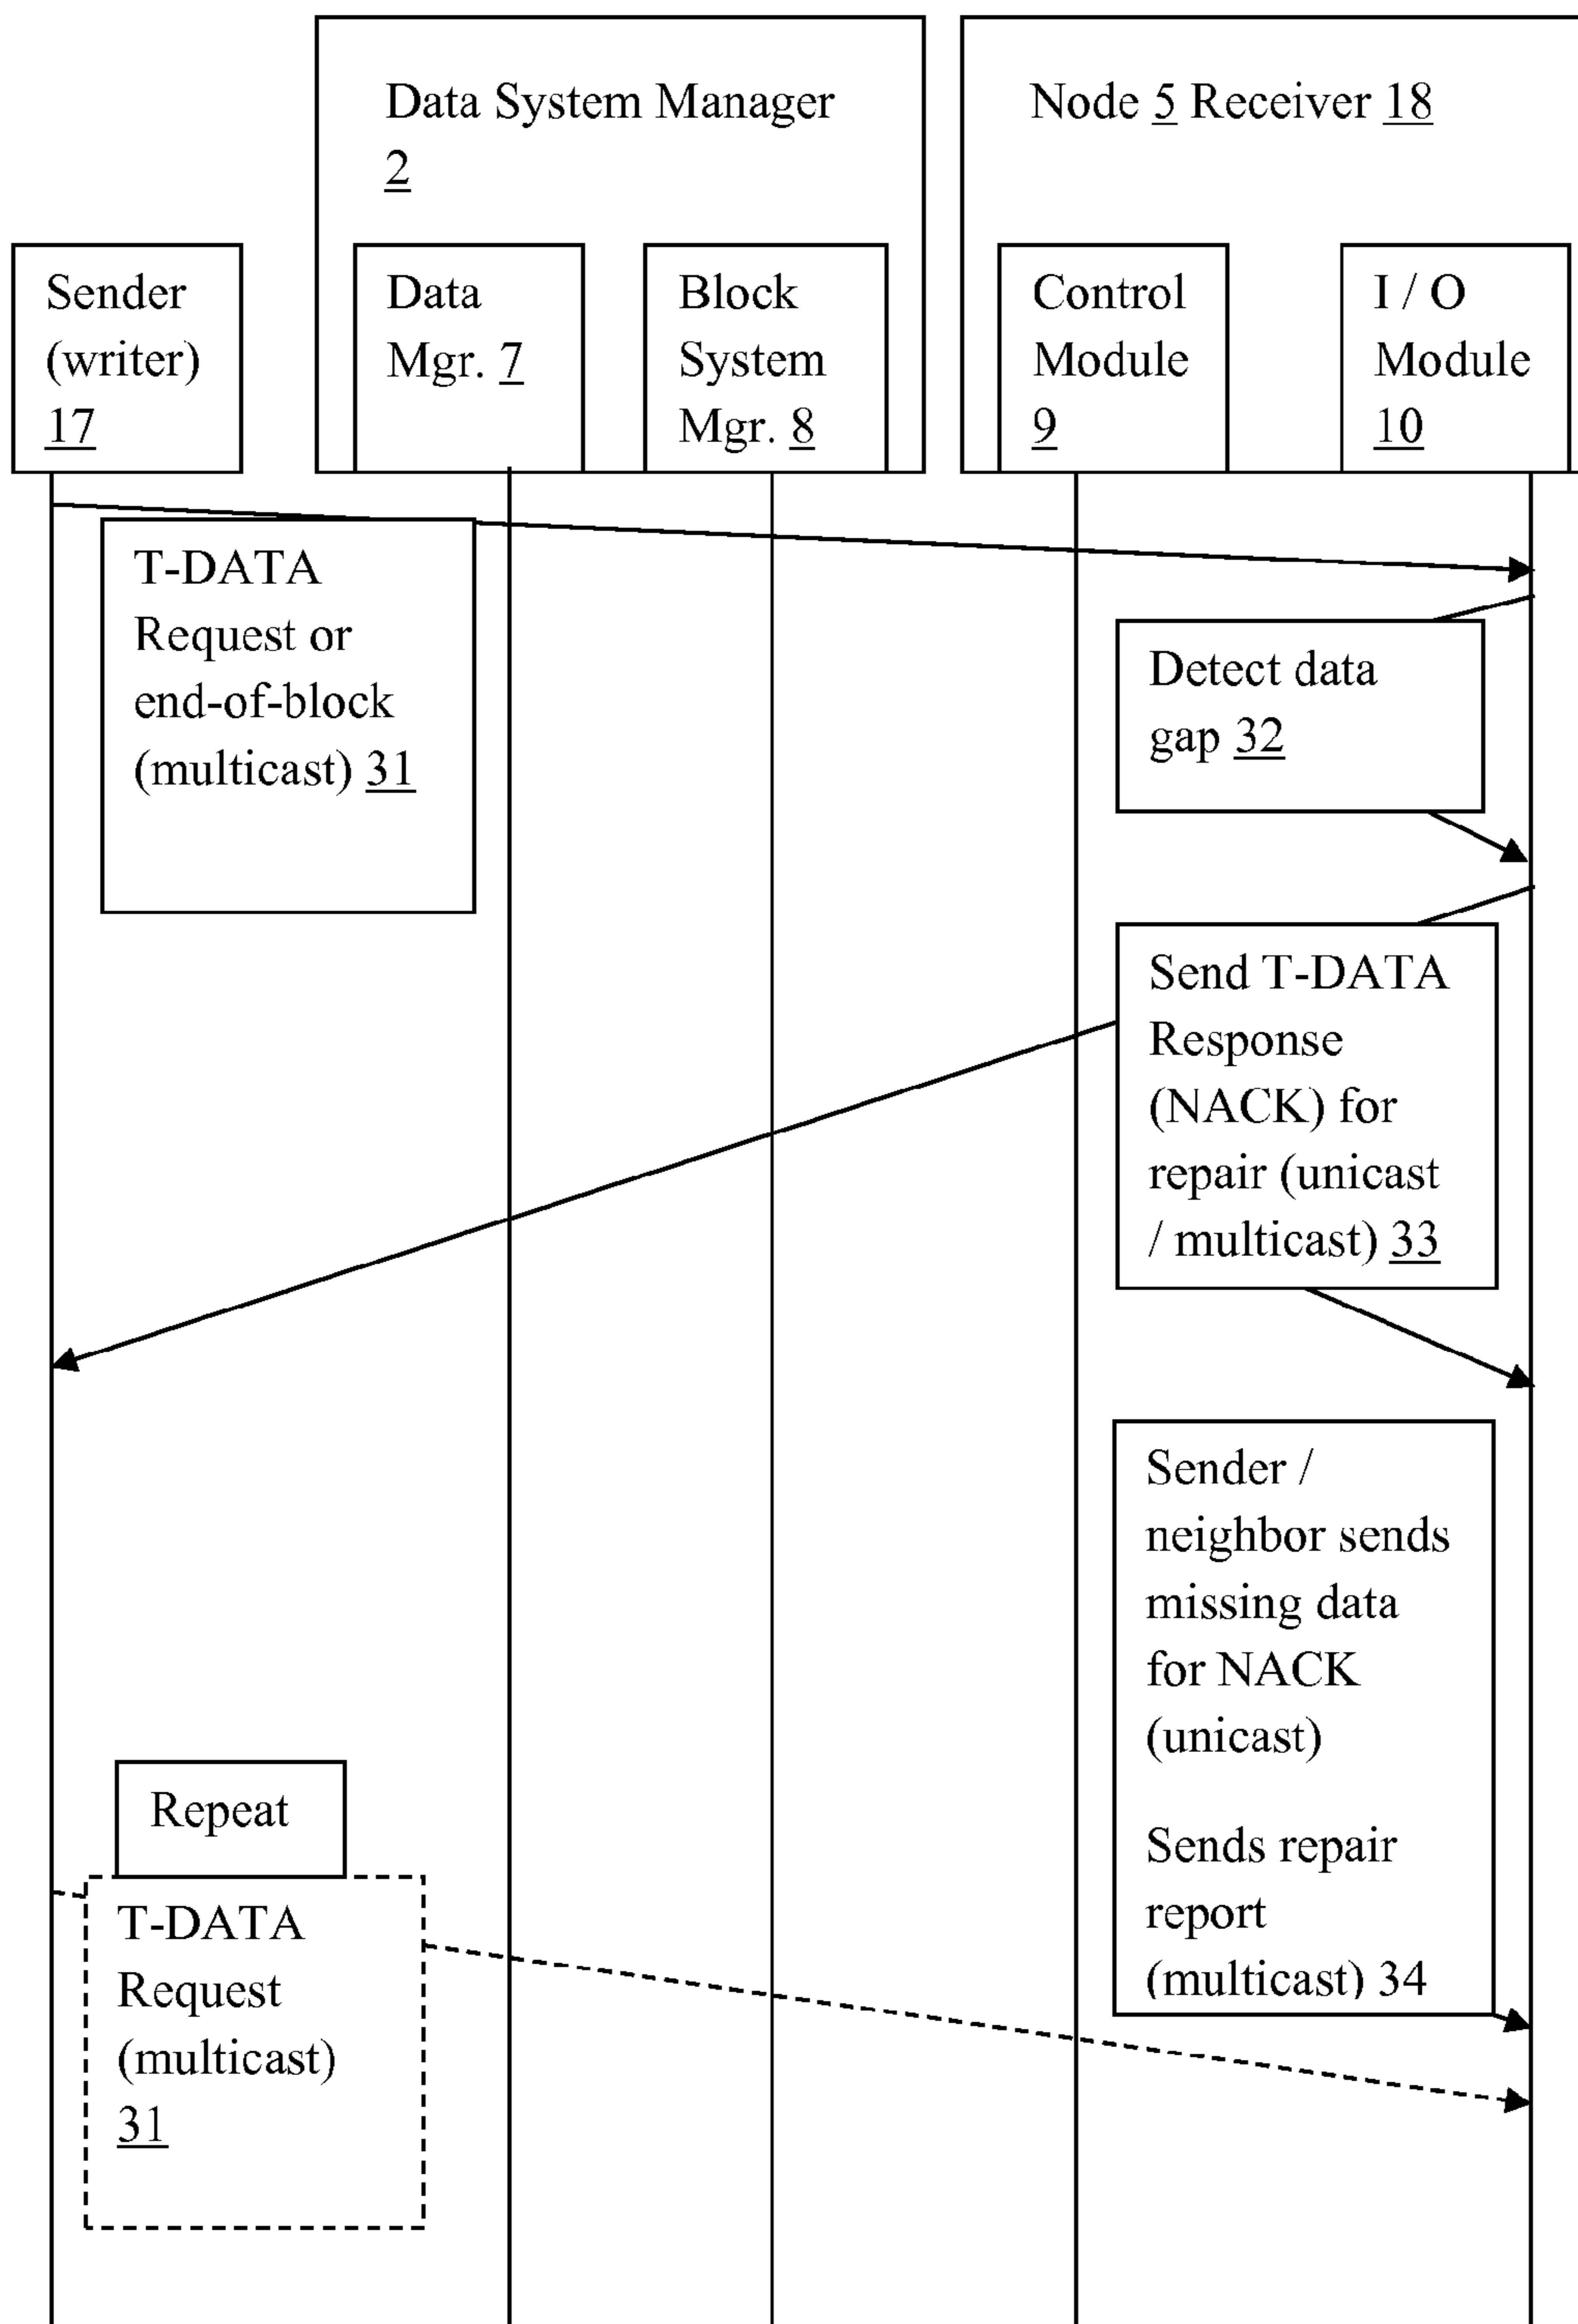 Data System Manager
2
Node 5 Receiver 18
Sender
(writer)
17
Data
Mgr. 7
Block
System
Mgr. 8
Control
Module
9
I / O
Module
10
T-DATA
Request or
end-of-block
(multicast) 31
Detect data
gap 32
Send T-DATA
Response
(NACK) for
repair (unicast
/ multicast) 33
Sender /
neighbor sends
missing data
for NACK
(unicast)
Sends repair
report
(multicast) 34
Repeat
T-DATA
Request
(multicast)
31